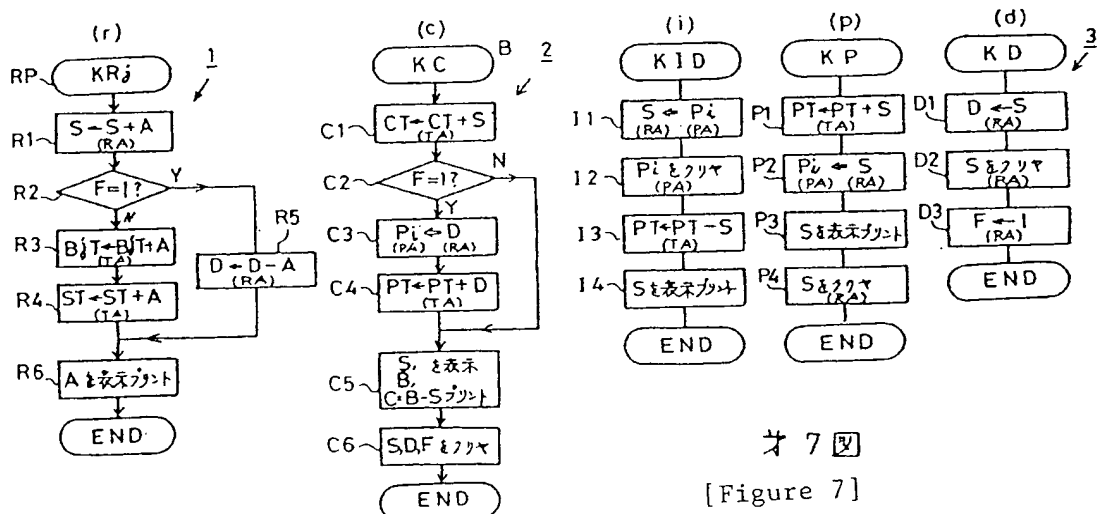 (r)
1
RP
KRj
R1
S←S+A
(RA)
R2
F=1?
Y
N
R3
BjT←BjT+A
(TA)
R4
ST←ST+A
(TA)
R5
D←D-A
(RA)
R6
Aを表示プリント
END
(c)
B
2
KC
C1
CT←CT+S
(TA)
C2
F=1?
N
Y
C3
Pi←D
(PA) (RA)
C4
PT←PT+D
(TA)
C5
S, を表示
B,
C=B-Sプリント
C6
S,D,Fをクリヤ
END
(i)
KID
I1
S←Pi
(RA) (PA)
I2
Piをクリヤ
(PA)
I3
PT←PT-S
(TA)
I4
Sを表示プリント
END
(p)
KP
P1
PT←PT+S
(TA)
P2
Pi←S
(PA) (RA)
P3
Sを表示プリント
P4
Sをクリヤ
(RA)
END
(d)
3
KD
D1
D←S
(RA)
D2
Sをクリヤ
(RA)
D3
F←1
(RA)
END
才7図
[Figure 7]